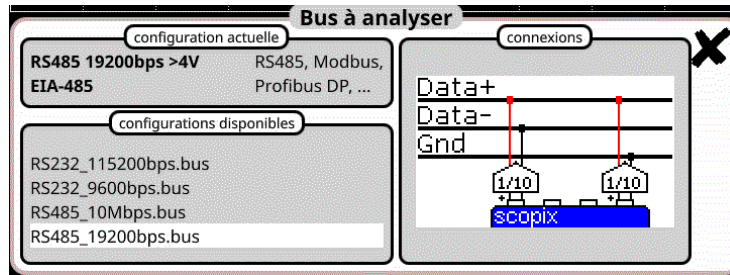 Bus à analyser
configuration actuelle
RS485 19200bps >4V RS485, Modbus,
EIA-485 Profibus DP, ...
configurations disponibles
RS232_115200bps.bus
RS232_9600bps.bus
RS485_10Mbps.bus
RS485_19200bps.bus
connexions
Data+
Data-
Gnd
1/10 1/10
+ - + -
scopix